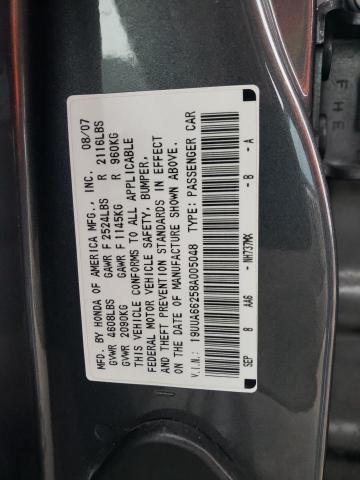 MFD. BY HONDA OF AMERICA MFG., INC. 08/07
GVWR 4608LBS GAWR F 2524LBS R 2116LBS
GVWR 2090KG GAWR F 1145KG R 960KG
THIS VEHICLE CONFORMS TO ALL APPLICABLE
FEDERAL MOTOR VEHICLE SAFETY, BUMPER,
AND THEFT PREVENTION STANDARDS IN EFFECT
ON THE DATE OF MANUFACTURE SHOWN ABOVE.
V.I.N.: 19UUA66258A005048 TYPE: PASSENGER CAR
SEP 8 AA6 - NH737MX - B - A
FHE